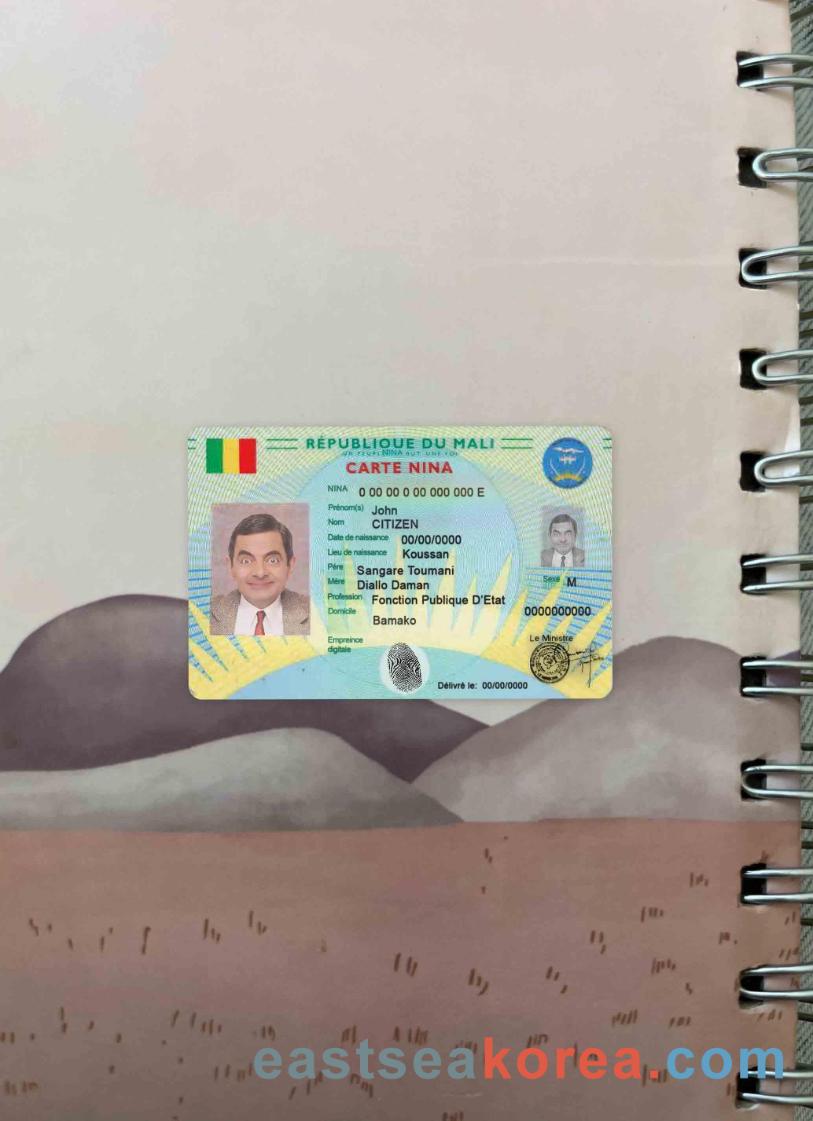 RÉPUBLIQUE DU MALI
UN PEUPLE UN BUT UNE FOI
NINA
CARTE NINA
NINA 0 00 00 0 00 000 000 E
Prénom(s) John
Nom CITIZEN
Date de naissance 00/00/0000
Lieu de naissance Koussan
Père Sangare Toumani
Mère Diallo Daman
Sexe M
Profession Fonction Publique D'Etat
0000000000
Domicile Bamako
Empreince
digitale
Le Ministre
Délivré le: 00/00/0000
eastseakorea.com